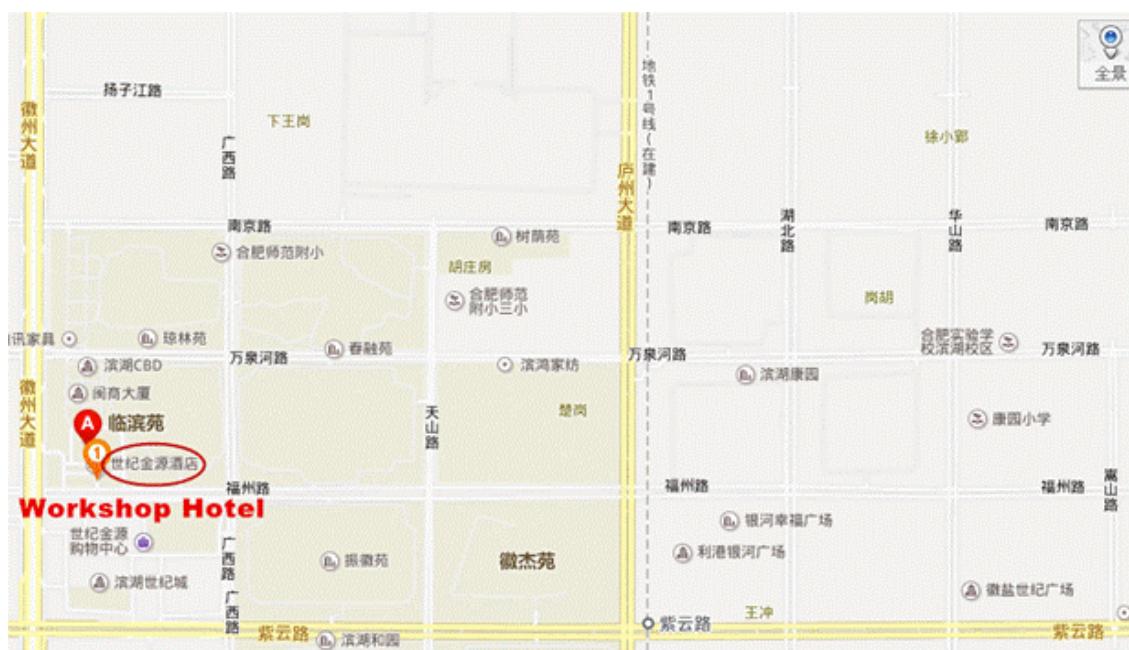 全景
扬子江路
徽州大道
下王岗
广西路
地铁1号线(在建)
徐小郢
庐州大道
南京路
树荫苑
南京路
湖北路
华山路
南京路
合肥师范附小
胡庄房
合肥师范
附小三小
岗胡
讯家具
琼林苑
春融苑
万泉河路
滨鸿家纺
万泉河路
合肥实验学
校滨湖校区
万泉河路
滨湖CBD
滨湖康园
闽商大厦
徽州大道
A
临滨苑
天山路
楚岗
康园小学
1
世纪金源酒店
福州路
福州路
福州路
嵩山路
Workshop Hotel
世纪金源
购物中心
广西路
银河幸福广场
利港银河广场
振徽苑
徽杰苑
滨湖世纪城
广西路
徽盐世纪广场
王冲
紫云路
滨湖和园
紫云路
紫云路